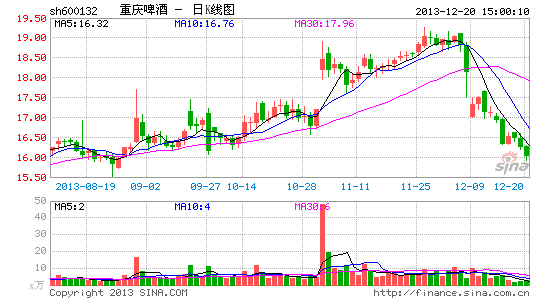 sh600132 重庆啤酒 - 日K线图 2013-12-20 15:00:10
19.50 MA5:16.32 MA10:16.76 MA30:17.96
19.00
18.50
18.00
17.50
17.00
16.50
16.00
15.50
sina
2013-08-19 09-02 09-27 10-14 10-28 11-11 11-25 12-09 12-20
50 MA5:2 MA10:4 MA30:6
40
30
20
10
x万
Copyright 2013 SINA.COM http://finance.sina.com.cn